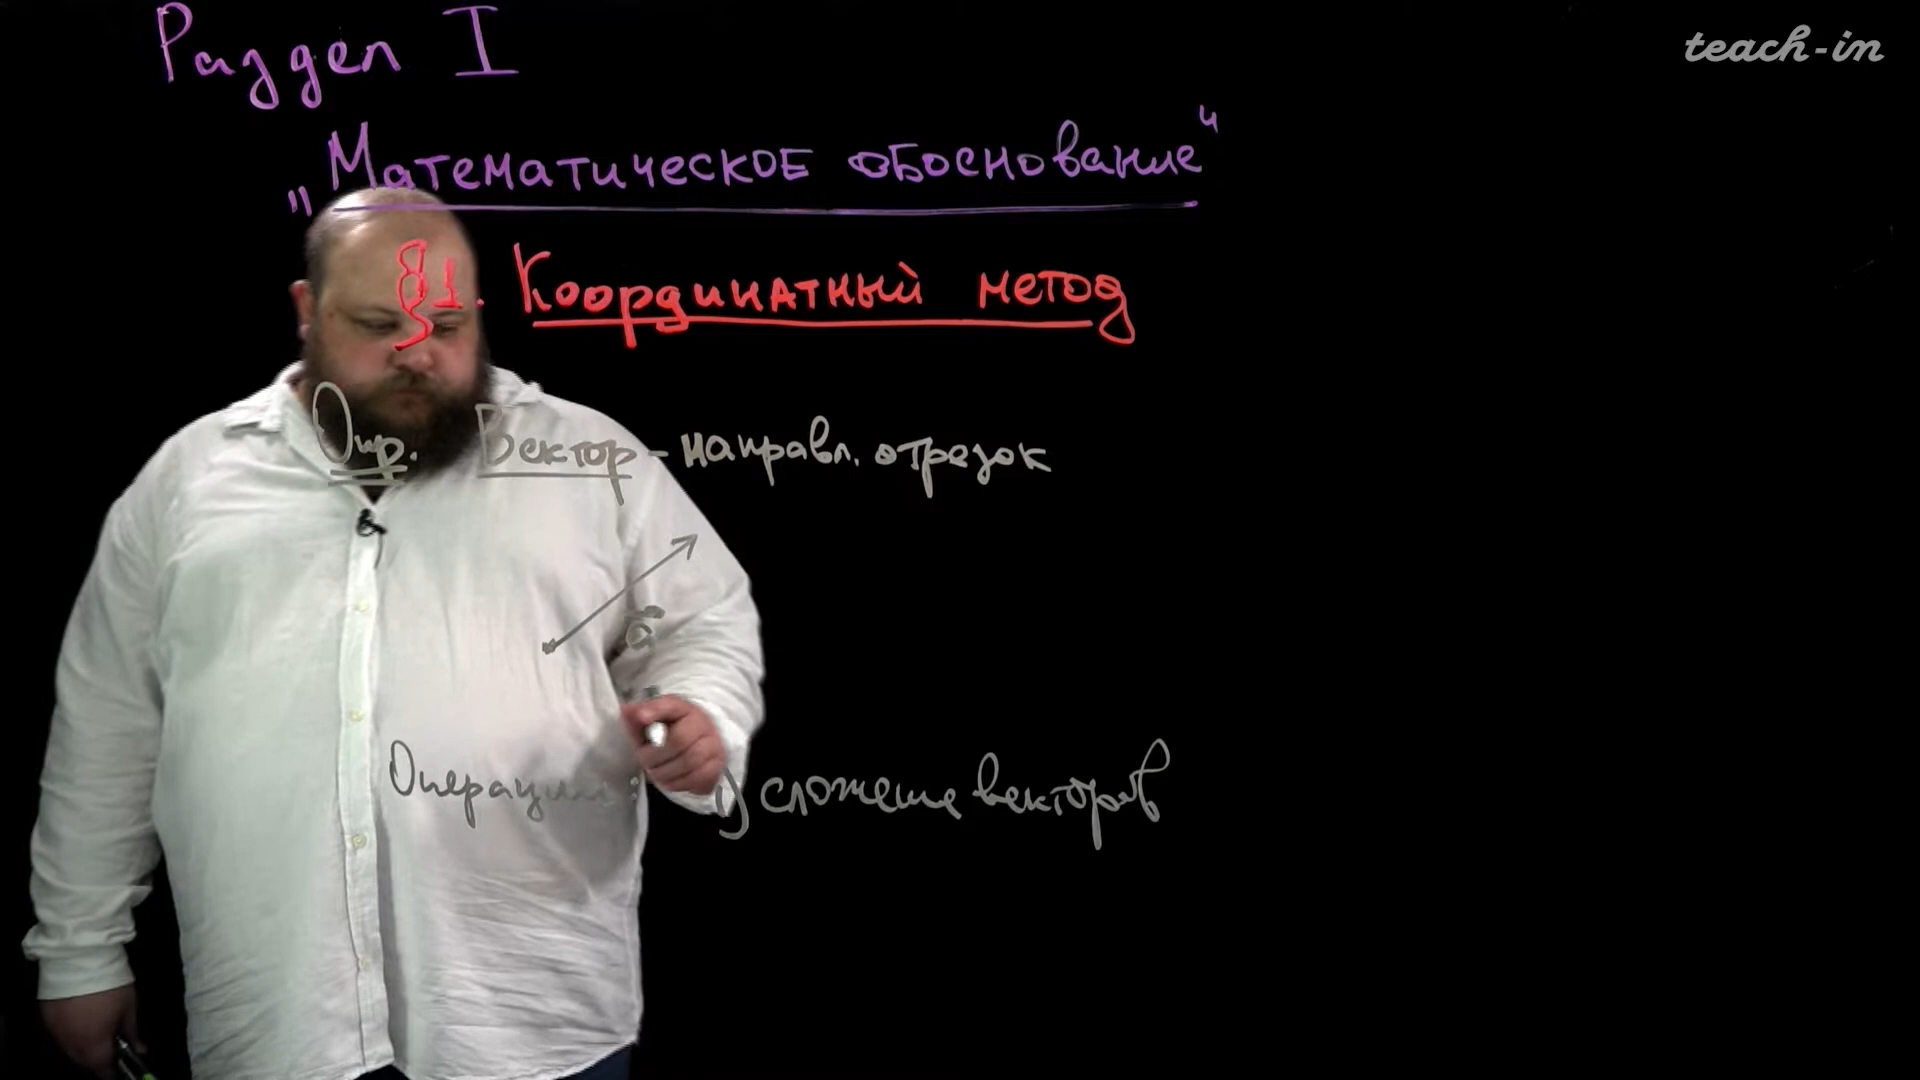 teach-in
Раздел I
„Математическое обоснование“
§1. Координатный метод
Опр. Вектор - направл. отрезок
a̅
Операции: 1) сложение векторов